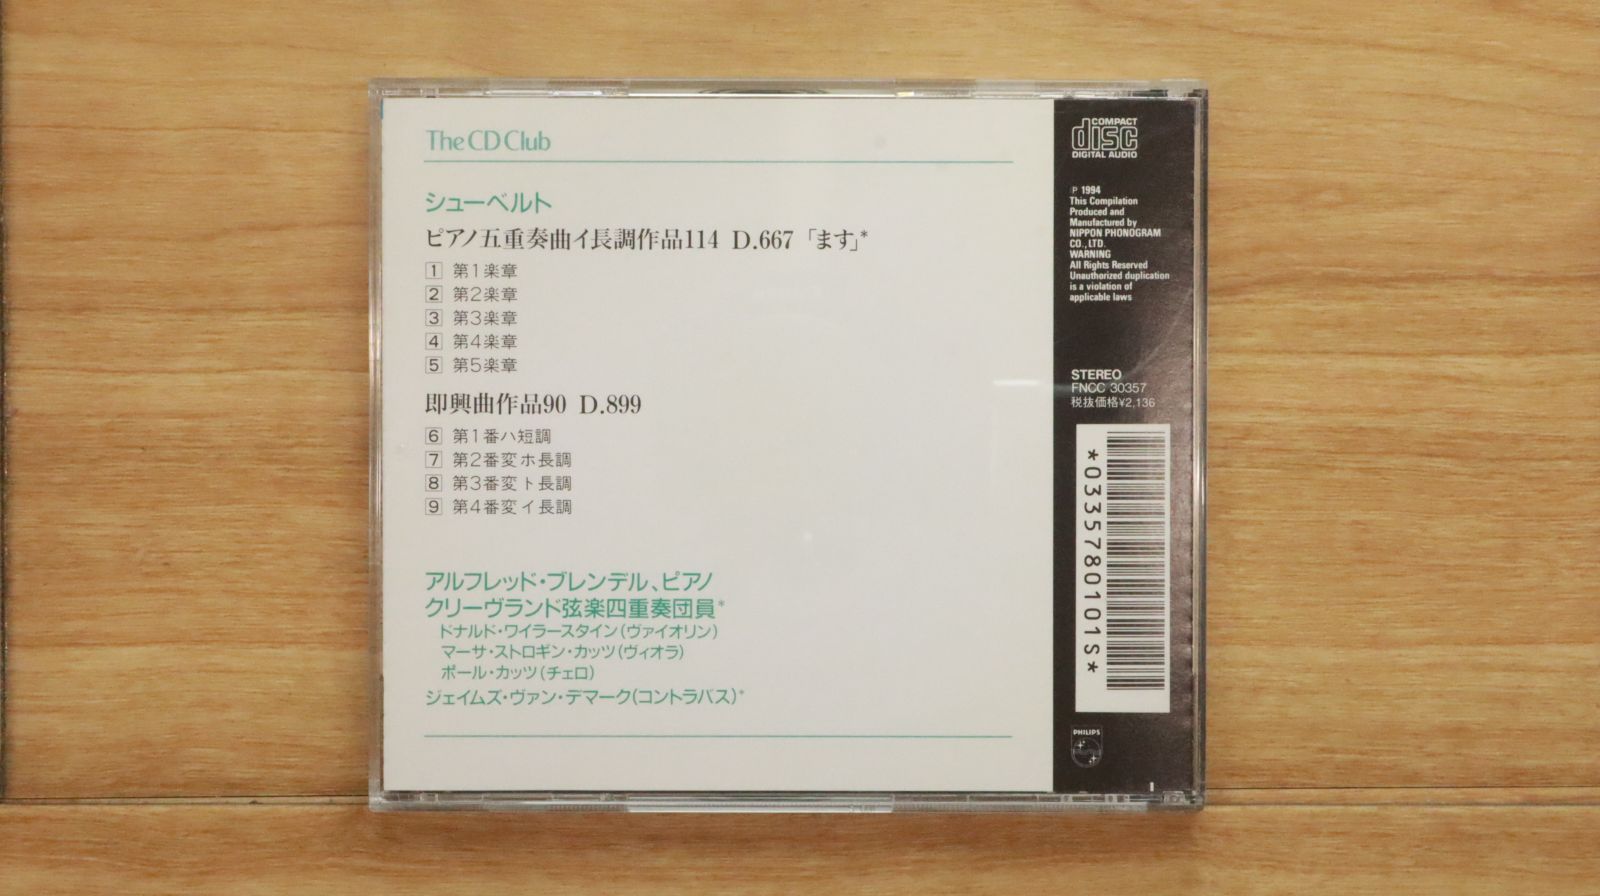 The CD Club
シューベルト
ピアノ五重奏曲イ長調作品114 D.667「ます」*
1 第1楽章
2 第2楽章
3 第3楽章
4 第4楽章
5 第5楽章
即興曲作品90 D.899
6 第1番ハ短調
7 第2番変ホ長調
8 第3番変ト長調
9 第4番変イ長調
アルフレッド・ブレンデル、ピアノ
クリーヴランド弦楽四重奏団員*
ドナルド・ワイラースタイン(ヴァイオリン)
マーサ・ストロギン・カッツ(ヴィオラ)
ポール・カッツ(チェロ)
ジェイムズ・ヴァン・デマーク(コントラバス)*
COMPACT
disc
DIGITAL AUDIO
℗ 1994
This Compilation
Produced and
Manufactured by
NIPPON PHONOGRAM
CO., LTD.
WARNING
All Rights Reserved
Unauthorized duplication
is a violation of
applicable laws
STEREO
FNCC 30357
税抜価格¥2,136
*0335780101S*
PHILIPS